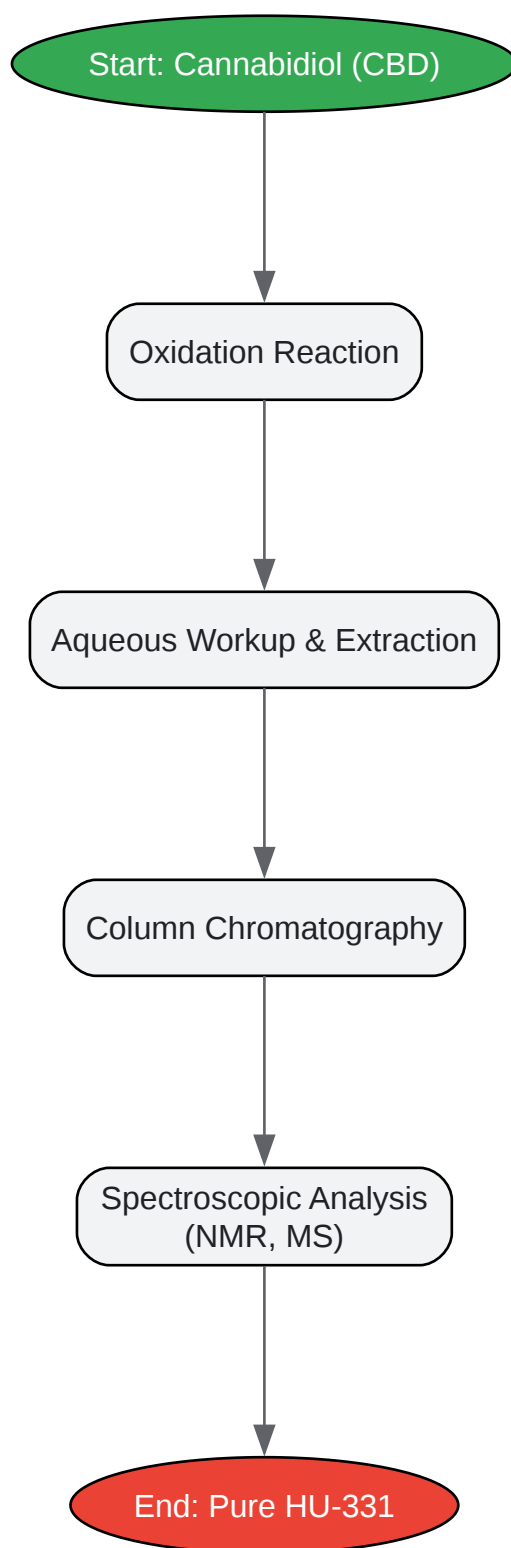 Start: Cannabidiol (CBD)
Oxidation Reaction
Aqueous Workup & Extraction
Column Chromatography
Spectroscopic Analysis
(NMR, MS)
End: Pure HU-331